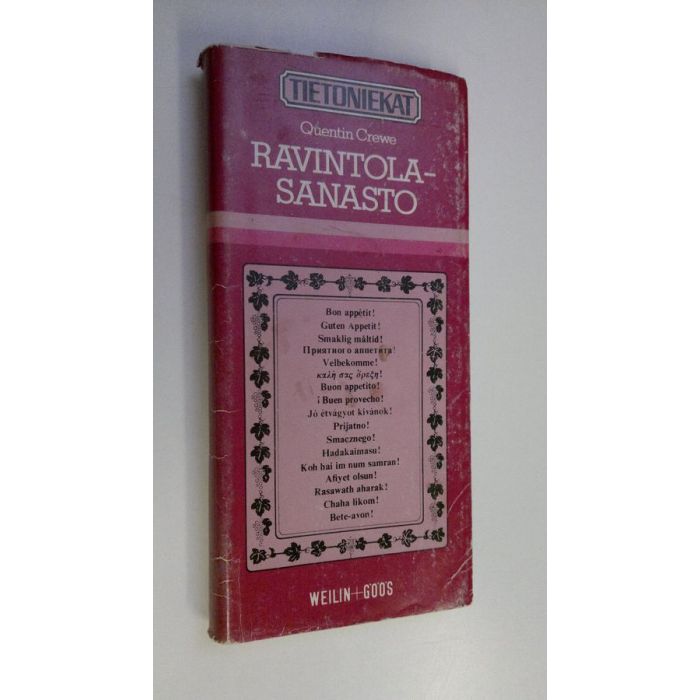 TIETONIEKAT
Quentin Crewe
RAVINTOLA-
SANASTO
Bon appétit!
Guten Appetit!
Smaklig måltid!
Приятного аппетита!
Velbekomme!
καλὴ σας ὄρεξη!
Buon appetito!
¡ Buen provecho!
Jó étvágyot kívánok!
Prijatno!
Smacznego!
Hadakaimasu!
Koh hai im num samran!
Afiyet olsun!
Rasawath aharak!
Chaha likom!
Bete-avon!
WEILIN+GÖÖS